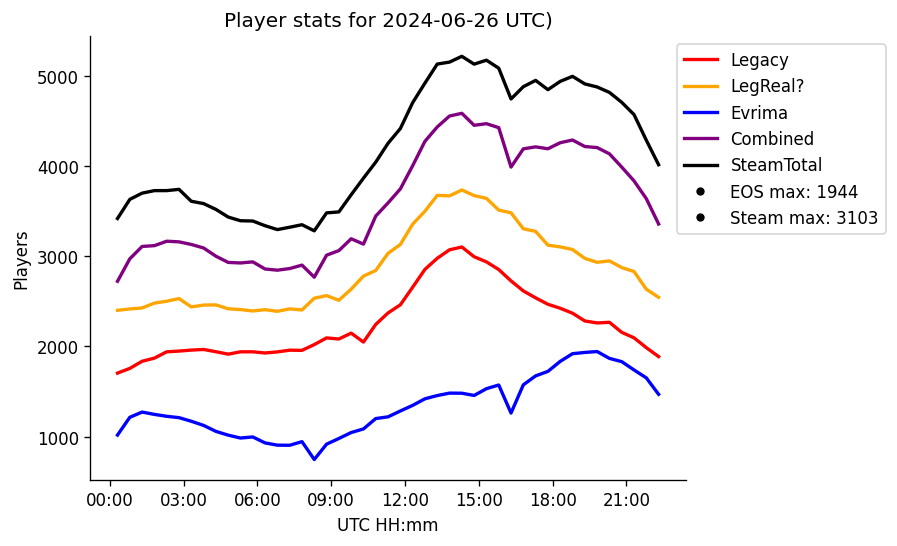 Player stats for 2024-06-26 UTC)
Players
5000
4000
3000
2000
1000
00:00 03:00 06:00 09:00 12:00 15:00 18:00 21:00
UTC HH:mm
Legacy
LegReal?
Evrima
Combined
SteamTotal
EOS max: 1944
Steam max: 3103